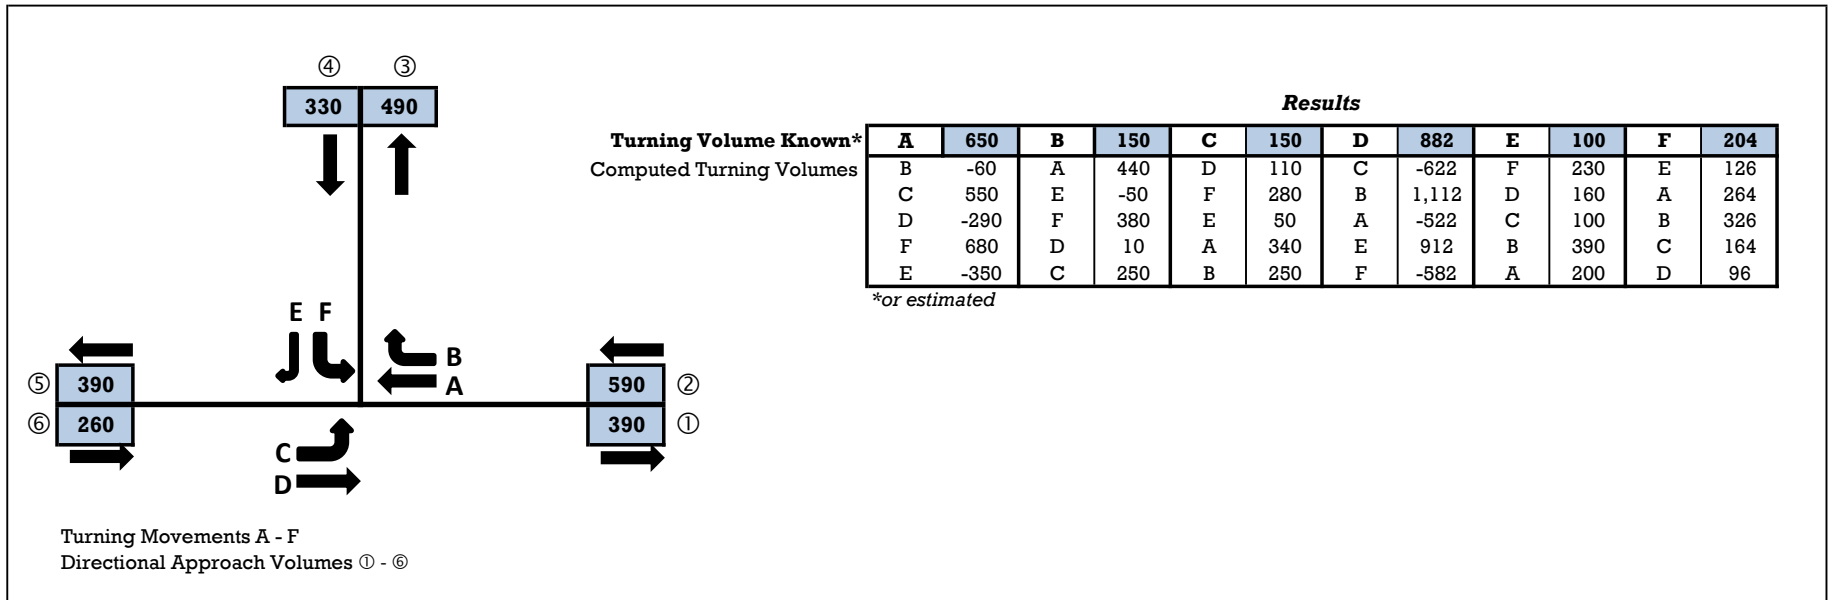 ④ ③
330 490
Results
Turning Volume Known* A 650 B 150 C 150 D 882 E 100 F 204
Computed Turning Volumes B -60 A 440 D 110 C -622 F 230 E 126
C 550 E -50 F 280 B 1,112 D 160 A 264
D -290 F 380 E 50 A -522 C 100 B 326
F 680 D 10 A 340 E 912 B 390 C 164
E -350 C 250 B 250 F -582 A 200 D 96
*or estimated
E F
B
A
⑤ 390 590 ②
⑥ 260 390 ①
C
D
Turning Movements A - F
Directional Approach Volumes ① - ⑥